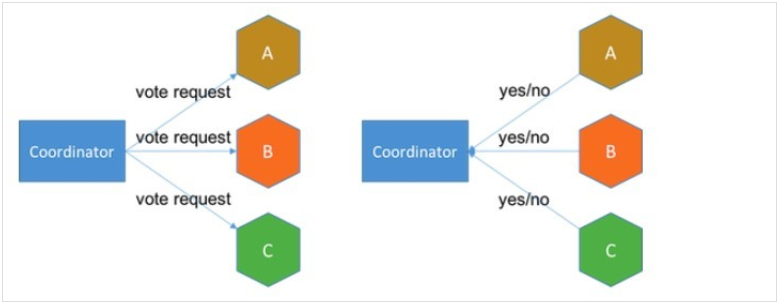 A
vote request
Coordinator
vote request
B
vote request
C
A
yes/no
Coordinator
yes/no
B
yes/no
C